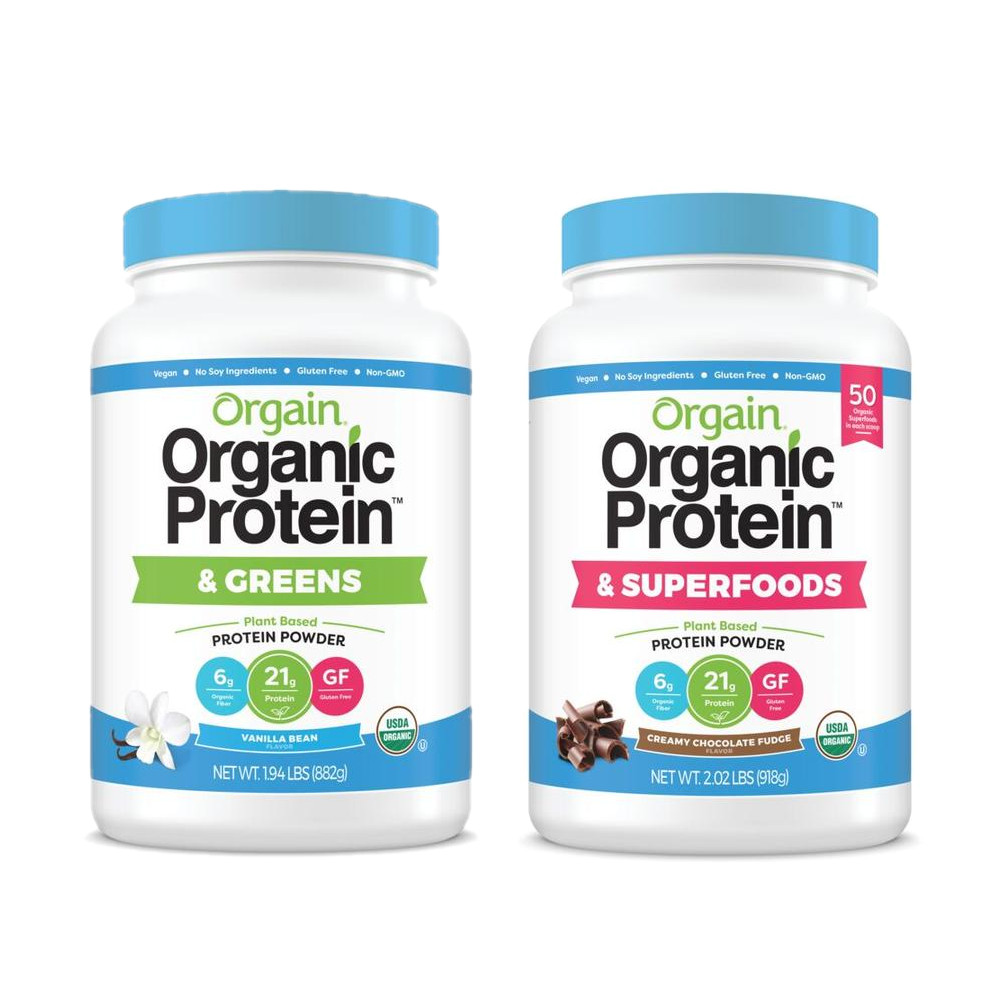 Vegan • No Soy Ingredients • Gluten Free • Non-GMO
Orgain®
Organic
Protein™
& GREENS
Plant Based
PROTEIN POWDER
6g
Organic
Fiber
21g
Protein
GF
Gluten Free
VANILLA BEAN
FLAVOR
USDA
ORGANIC
U
NET WT. 1.94 LBS (882g)
Vegan • No Soy Ingredients • Gluten Free • Non-GMO
50
Organic
Superfoods
in each scoop
Orgain®
Organic
Protein™
& SUPERFOODS
Plant Based
PROTEIN POWDER
6g
Organic
Fiber
21g
Protein
GF
Gluten
Free
CREAMY CHOCOLATE FUDGE
FLAVOR
USDA
ORGANIC
U
NET WT. 2.02 LBS (918g)